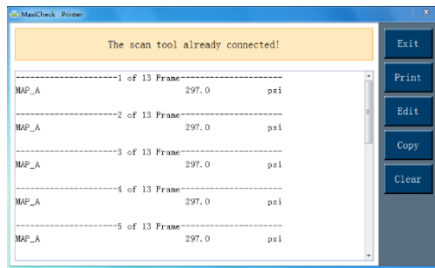 MaxiCheck Printer
x
The scan tool already connected!
Exit
Print
Edit
Copy
Clear
----------------------1 of 13 Frame----------------------
MAP_A 297.0 psi
----------------------2 of 13 Frame----------------------
MAP_A 297.0 psi
----------------------3 of 13 Frame----------------------
MAP_A 297.0 psi
----------------------4 of 13 Frame----------------------
MAP_A 297.0 psi
----------------------5 of 13 Frame----------------------
MAP_A 297.0 psi